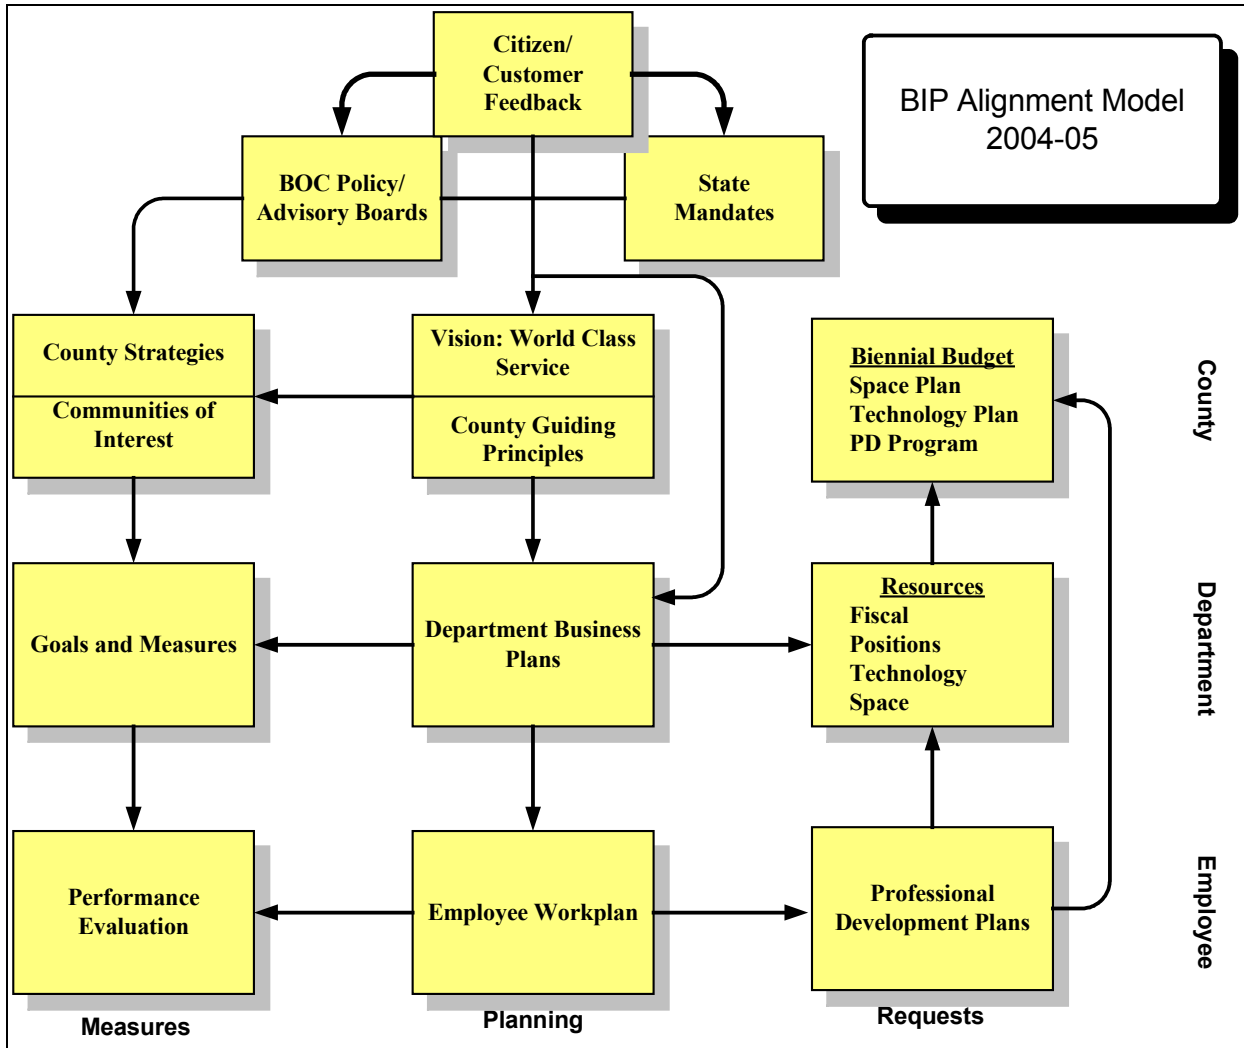 Citizen/
Customer
Feedback
BIP Alignment Model
2004-05
BOC Policy/
Advisory Boards
State
Mandates
County Strategies
Communities of
Interest
Vision: World Class
Service
County Guiding
Principles
Biennial Budget
Space Plan
Technology Plan
PD Program
County
Goals and Measures
Department Business
Plans
Resources
Fiscal
Positions
Technology
Space
Department
Performance
Evaluation
Employee Workplan
Professional
Development Plans
Employee
Measures
Planning
Requests